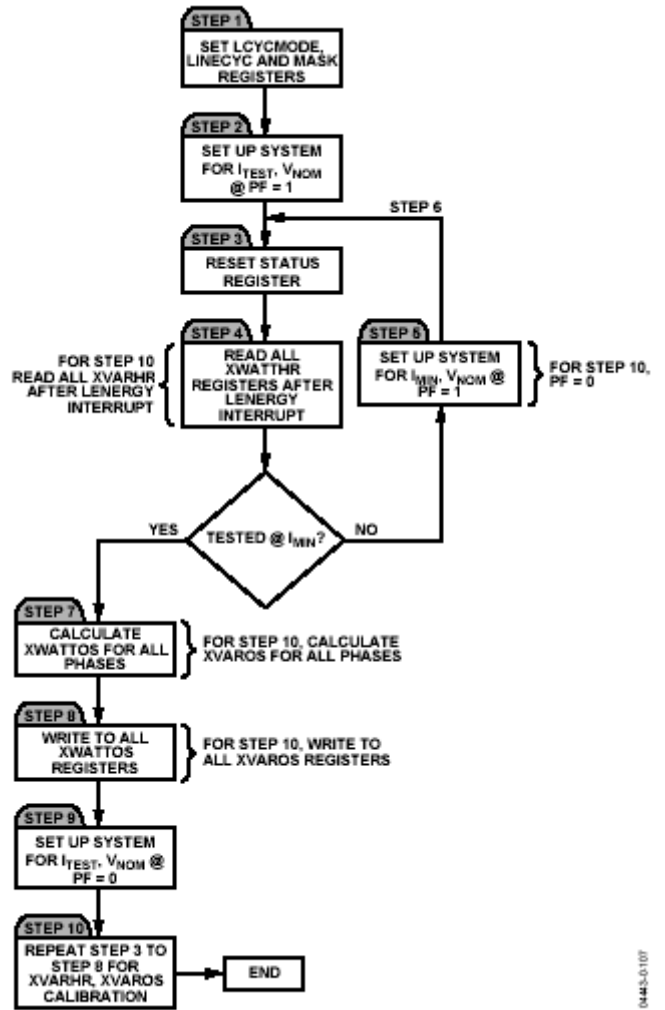 STEP 1
SET LCYCMODE,
LINECYC AND MASK
REGISTERS
STEP 2
SET UP SYSTEM
FOR ITEST, VNOM
@ PF = 1
STEP 6
STEP 3
RESET STATUS
REGISTER
STEP 4
READ ALL
XWATTHR
REGISTERS AFTER
LENERGY
INTERRUPT
FOR STEP 10
READ ALL XVARHR
AFTER LENERGY
INTERRUPT
STEP 5
SET UP SYSTEM
FOR IMIN, VNOM @
PF = 1
FOR STEP 10,
PF = 0
YES
TESTED @ IMIN?
NO
STEP 7
CALCULATE
XWATTOS FOR ALL
PHASES
FOR STEP 10, CALCULATE
XVAROS FOR ALL PHASES
STEP 8
WRITE TO ALL
XWATTOS
REGISTERS
FOR STEP 10, WRITE TO
ALL XVAROS REGISTERS
STEP 9
SET UP SYSTEM
FOR ITEST, VNOM @
PF = 0
STEP 10
REPEAT STEP 3 TO
STEP 8 FOR
XVARHR, XVAROS
CALIBRATION
END
04443-0-107